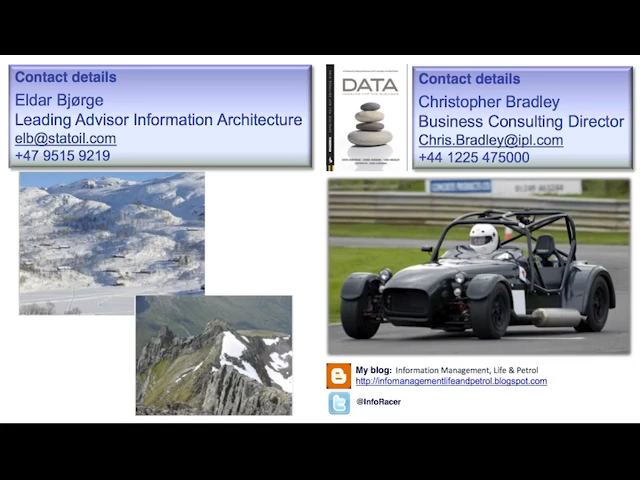 Contact details
Eldar Bjørge
Leading Advisor Information Architecture
elb@statoil.com
+47 9515 9219
DATA
Contact details
Christopher Bradley
Business Consulting Director
Chris.Bradley@ipl.com
+44 1225 475000
My blog: Information Management, Life & Petrol
http://infomanagementlifeandpetrol.blogspot.com
@InfoRacer